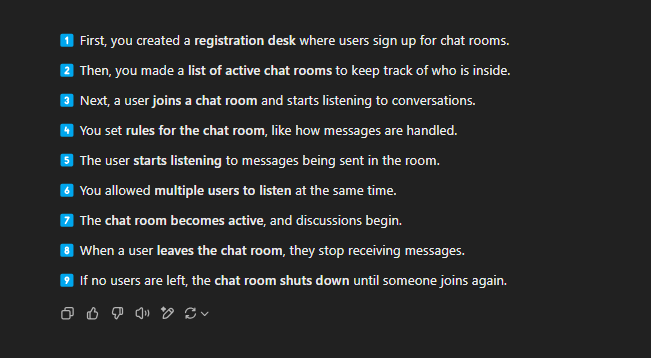 1 First, you created a registration desk where users sign up for chat rooms.
2 Then, you made a list of active chat rooms to keep track of who is inside.
3 Next, a user joins a chat room and starts listening to conversations.
4 You set rules for the chat room, like how messages are handled.
5 The user starts listening to messages being sent in the room.
6 You allowed multiple users to listen at the same time.
7 The chat room becomes active, and discussions begin.
8 When a user leaves the chat room, they stop receiving messages.
9 If no users are left, the chat room shuts down until someone joins again.